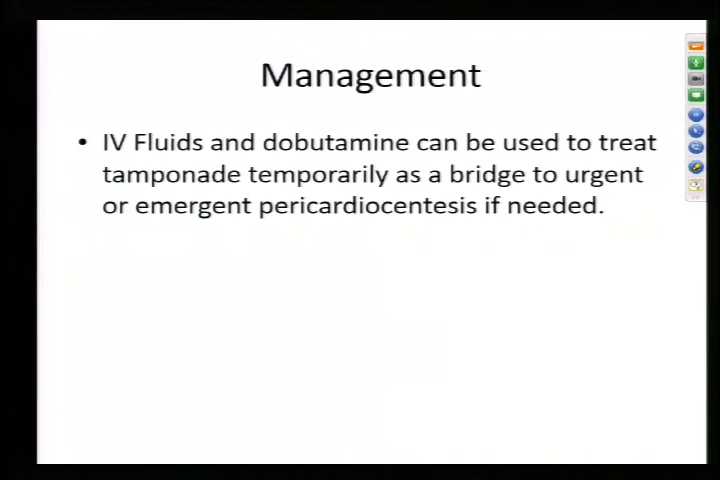 Management
• IV Fluids and dobutamine can be used to treat
tamponade temporarily as a bridge to urgent
or emergent pericardiocentesis if needed.